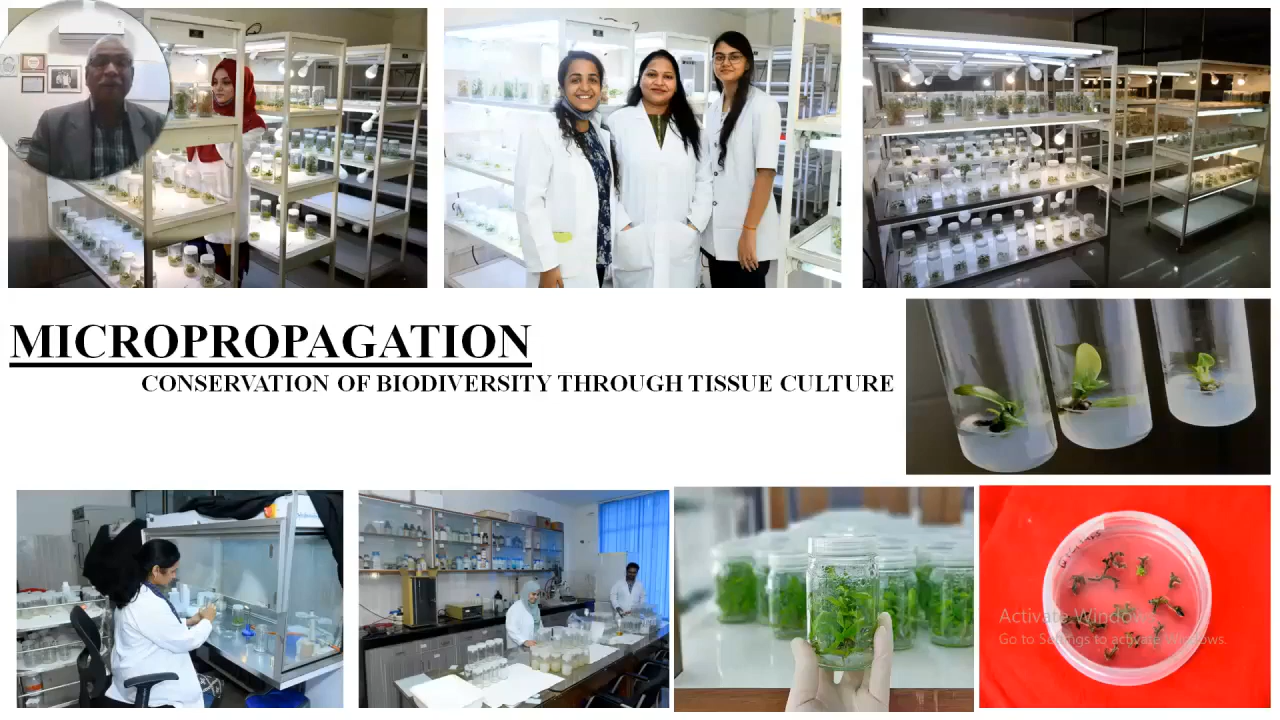 MICROPROPAGATION
CONSERVATION OF BIODIVERSITY THROUGH TISSUE CULTURE
Activate Windows
Go to Settings to activate Windows.